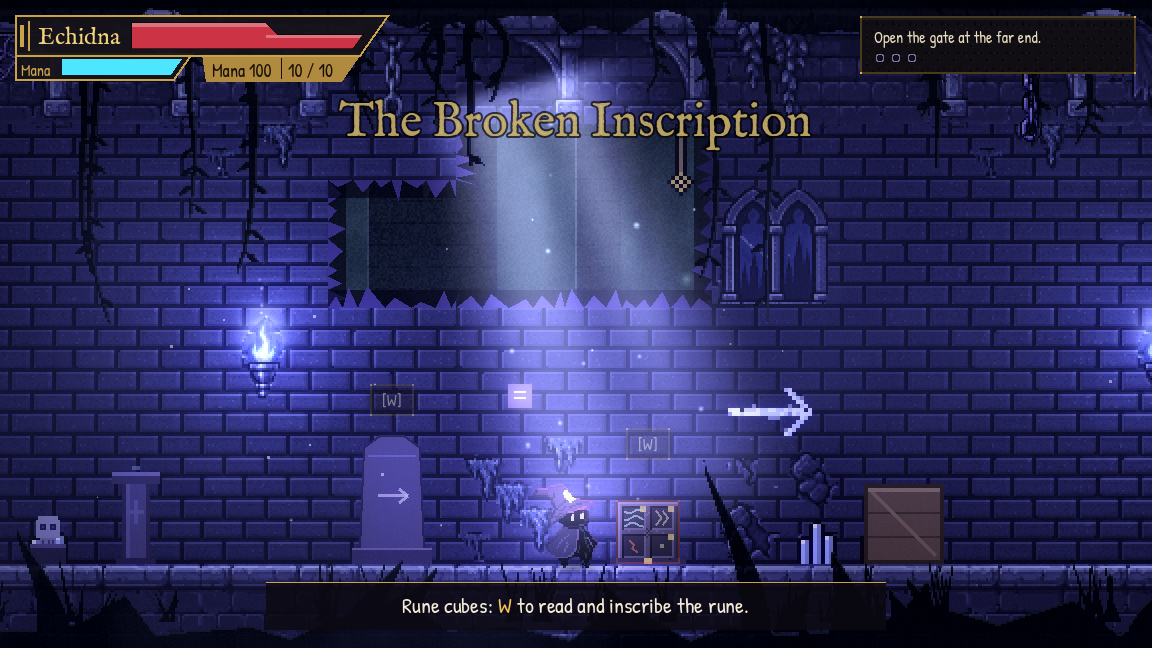 Echidna
Mana
Mana 100
10 / 10
Open the gate at the far end.
The Broken Inscription
[W]
=
[W]
Rune cubes: W to read and inscribe the rune.